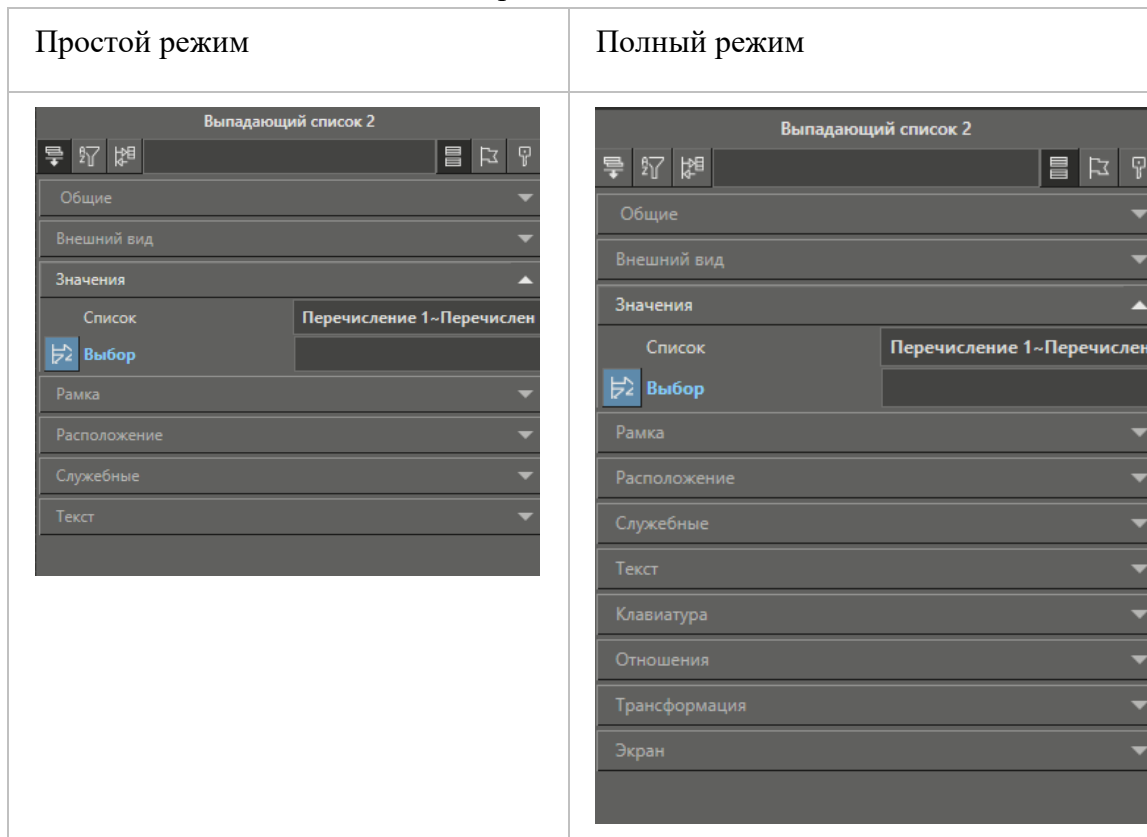 Простой режим
Полный режим
Выпадающий список 2
Общие
Внешний вид
Значения
Список
Перечисление 1~Перечислен
Выбор
Рамка
Расположение
Служебные
Текст
Выпадающий список 2
Общие
Внешний вид
Значения
Список
Перечисление 1~Перечислен
Выбор
Рамка
Расположение
Служебные
Текст
Клавиатура
Отношения
Трансформация
Экран